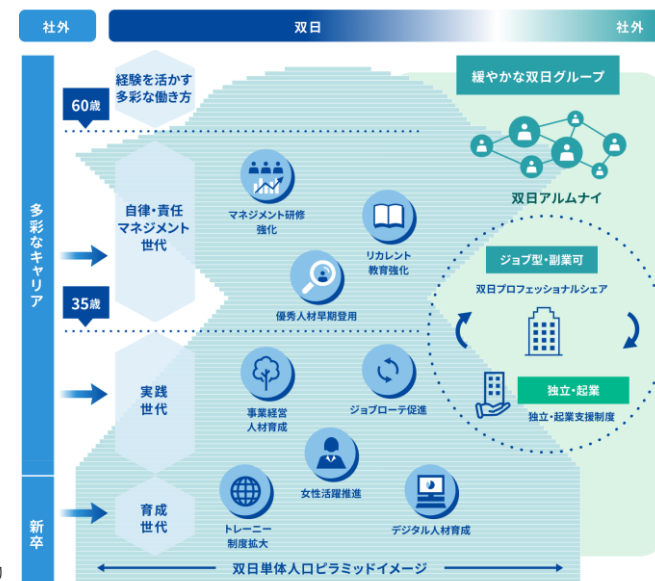 社外
双日
社外
経験を活かす
多彩な働き方
60歳
緩やかな双日グループ
双日アルムナイ
多彩なキャリア
自律・責任
マネジメント
世代
マネジメント研修
強化
リカレント
教育強化
優秀人材早期登用
35歳
ジョブ型・副業可
双日プロフェッショナルシェア
独立・起業
独立・起業支援制度
実践
世代
事業経営
人材育成
ジョブローテ促進
女性活躍推進
新卒
育成
世代
トレーニー
制度拡大
デジタル人材育成
双日単体人口ピラミッドイメージ